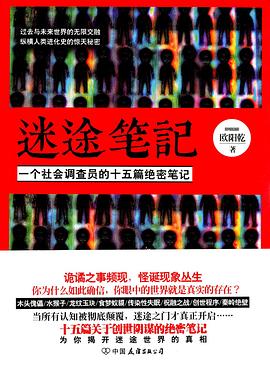 过去与未来世界的无限交融
纵横人类进化史的惊天秘密
迷途笔記
欧阳乾
著
一个社会调查员的十五篇绝密笔记
诡谲之事频现,怪诞现象丛生
你为什么如此确信,你眼中的世界就是真实的存在?
木头傀儡/水猴子/龙纹玉玦/食梦蚁貘/传染性失眠/祝融之战/创世程序/秦岭绝壁
当所有认知被彻底颠覆,迷途之门才真正开启……
十五篇关于创世阴谋的绝密笔记
为你揭开迷途世界的真相
中国友谊出版公司